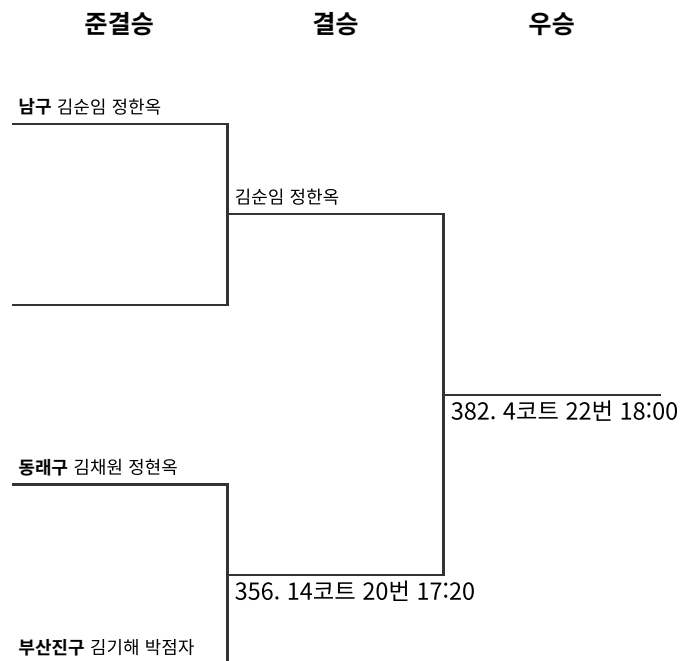 준결승 결승 우승
남구 김순임 정한옥
김순임 정한옥
382. 4코트 22번 18:00
동래구 김채원 정현옥
356. 14코트 20번 17:20
부산진구 김기해 박점자